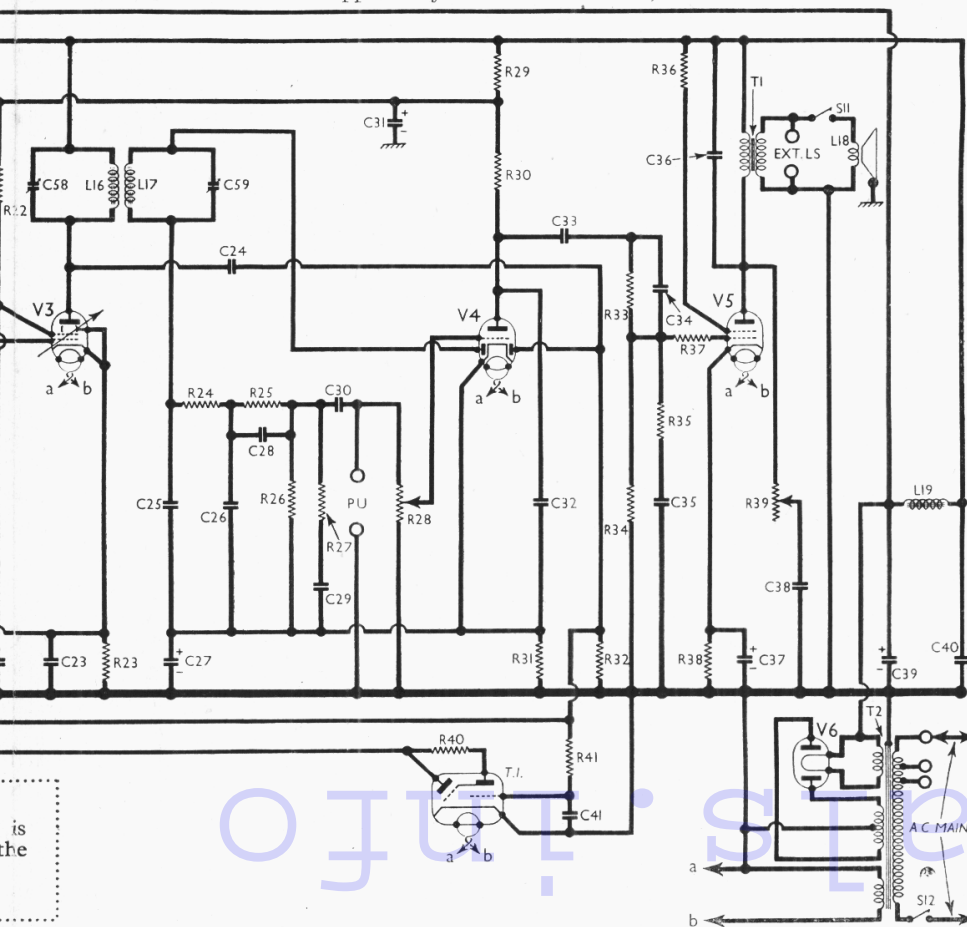 R29
R36
T1
S11
C31
EXT. LS
L18
C36
C58
L16
L17
C59
R30
R22
C33
C24
V3
V4
R33
C34
V5
R37
a b
a b
a b
R24
R25
C30
C28
R35
L19
C25
C26
R26
PU
R28
C32
R34
C35
R39
R27
C29
C38
C23
R23
C27
R31
R32
R38
C37
C39
C40
V6
T2
R40
T.I.
R41
C41
A C MAIN
a b
is
the
a
b
S12